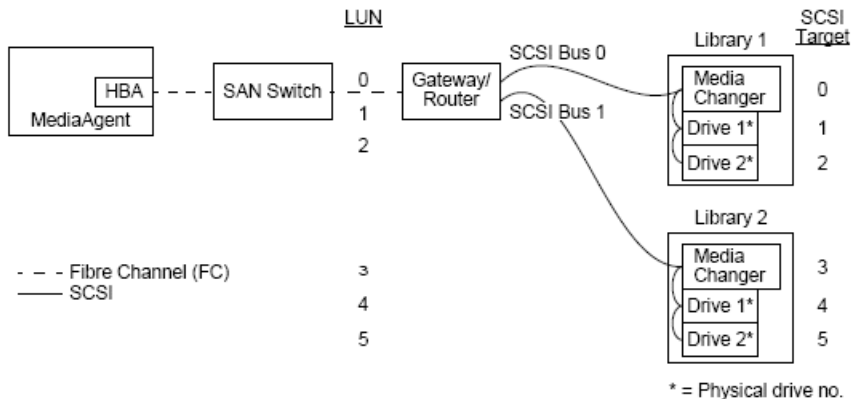 LUN
SCSI
Target
Library 1
SCSI Bus 0
HBA
MediaAgent
SAN Switch
0
1
2
Gateway/
Router
SCSI Bus 1
Media
Changer
0
Drive 1*
1
Drive 2*
2
Library 2
- - - Fibre Channel (FC)
—— SCSI
3
4
5
Media
Changer
3
Drive 1*
4
Drive 2*
5
* = Physical drive no.